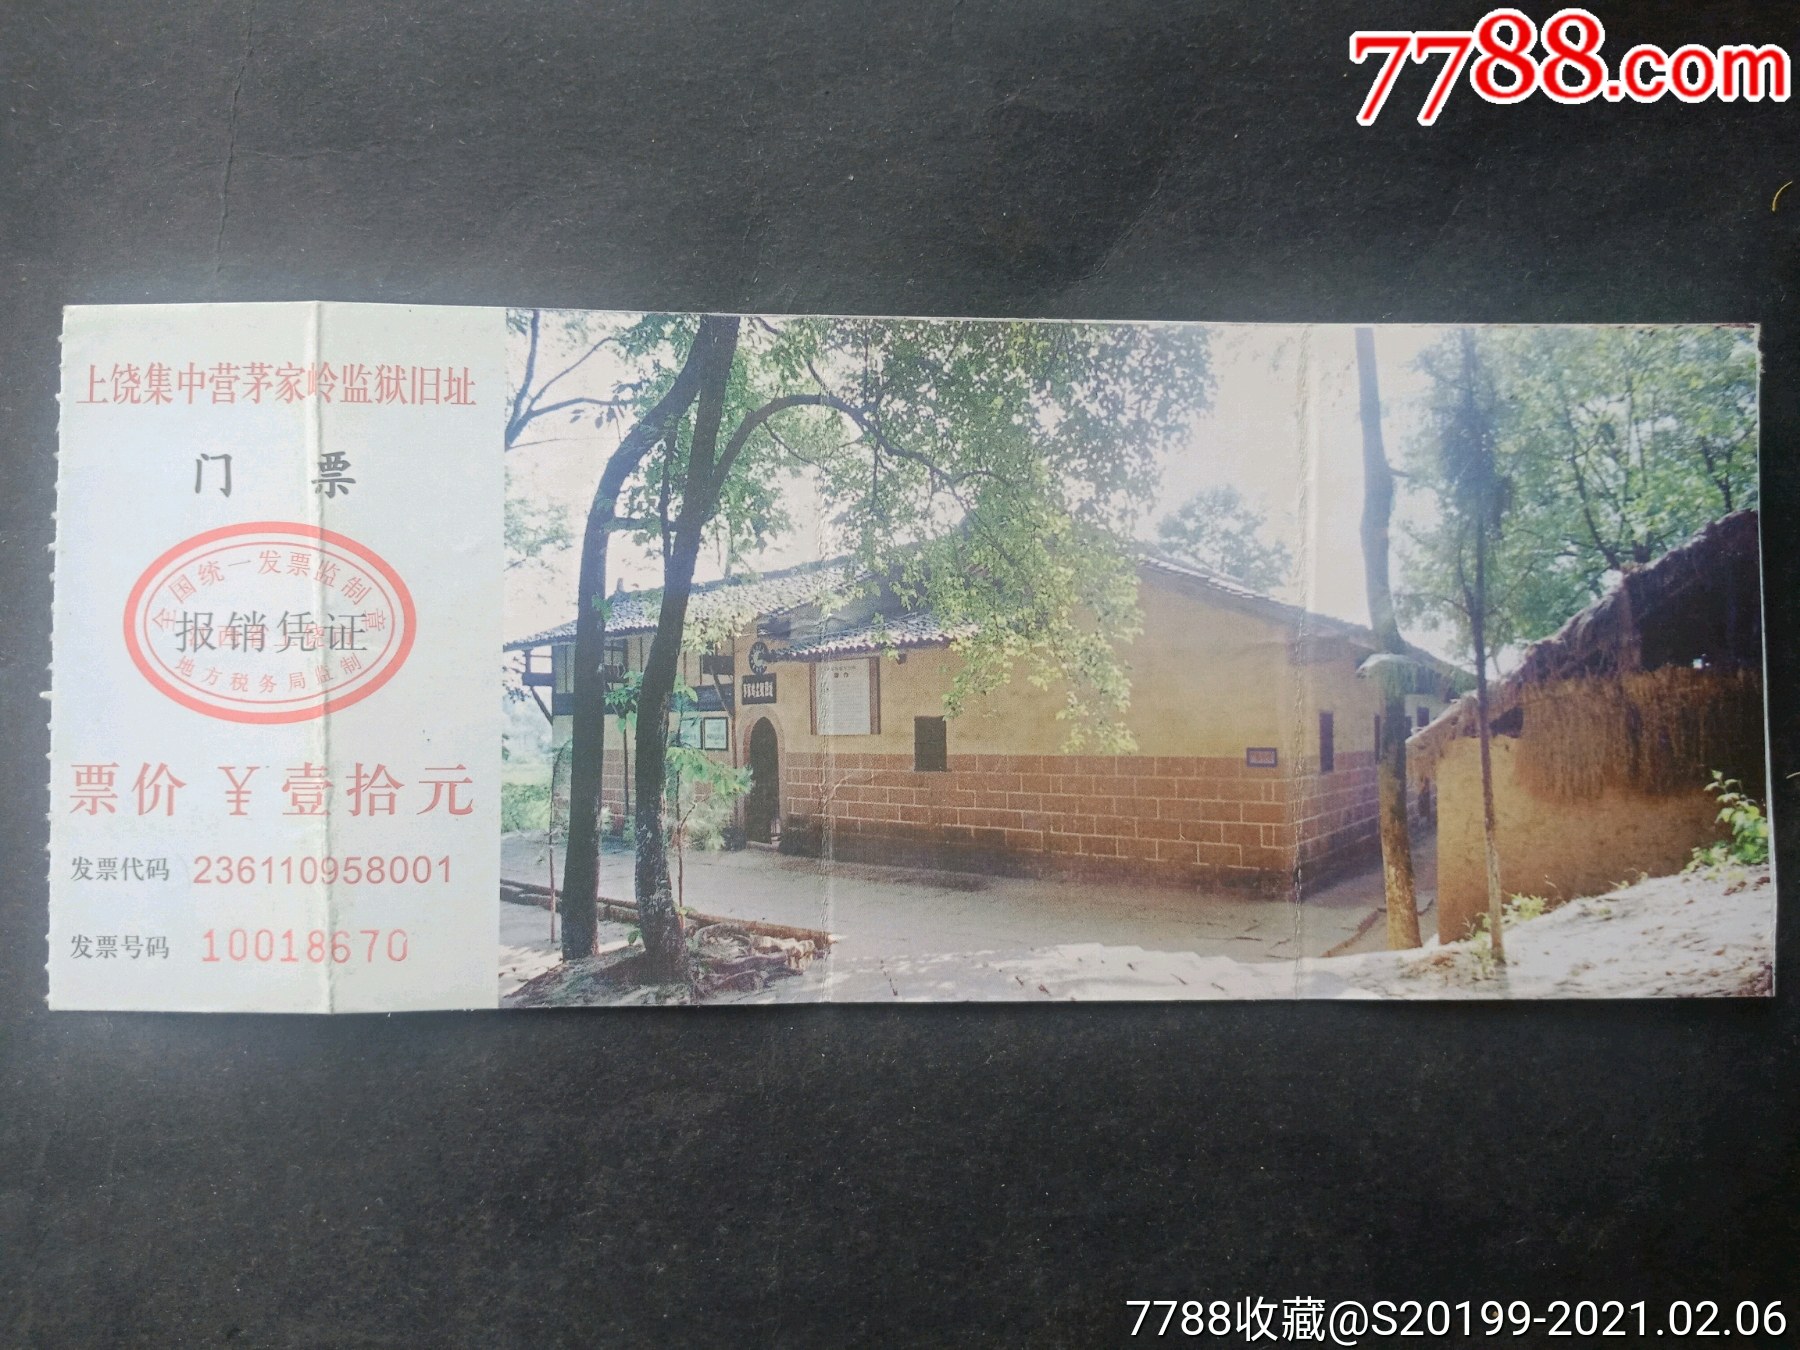 7788.com
上饶集中营茅家岭监狱旧址
门 票
全国统一发票监制章
报销凭证
地方税务局监制
票价 ¥ 壹拾元
发票代码 236110958001
发票号码 10018670
7788收藏@S20199-2021.02.06